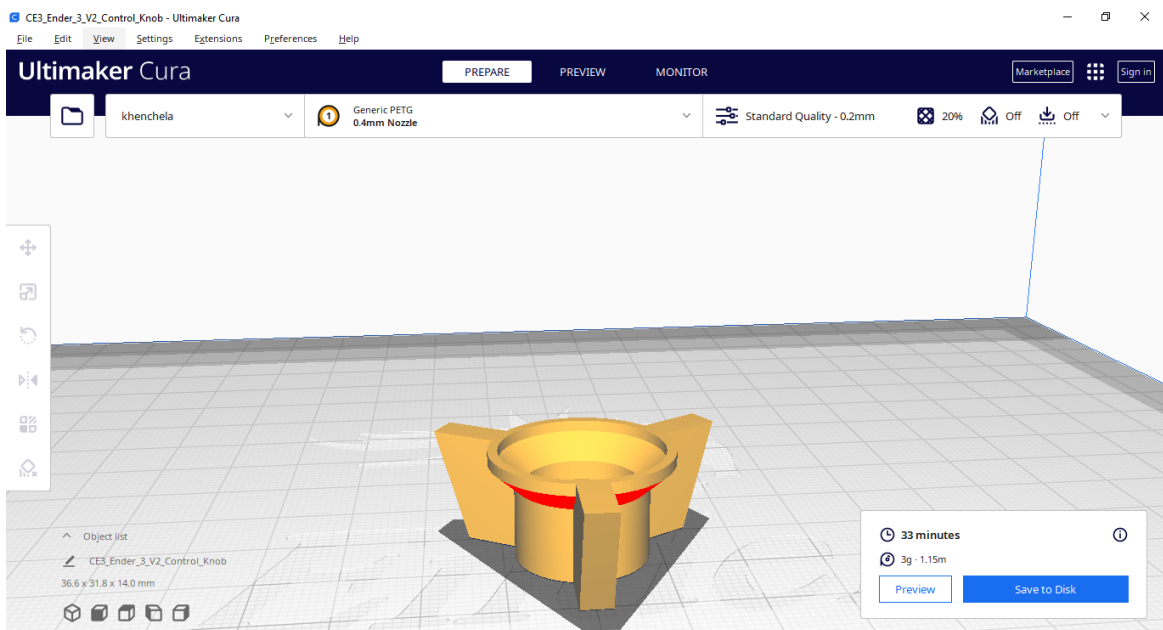 CE3_Ender_3_V2_Control_Knob - Ultimaker Cura
File Edit View Settings Extensions Preferences Help
Ultimaker Cura PREPARE PREVIEW MONITOR Marketplace Sign in
khenchela
1
Generic PETG
0.4mm Nozzle
Standard Quality - 0.2mm 20% Off Off
Object list
CE3_Ender_3_V2_Control_Knob
36.6 x 31.8 x 14.0 mm
33 minutes
3g · 1.15m
Preview Save to Disk